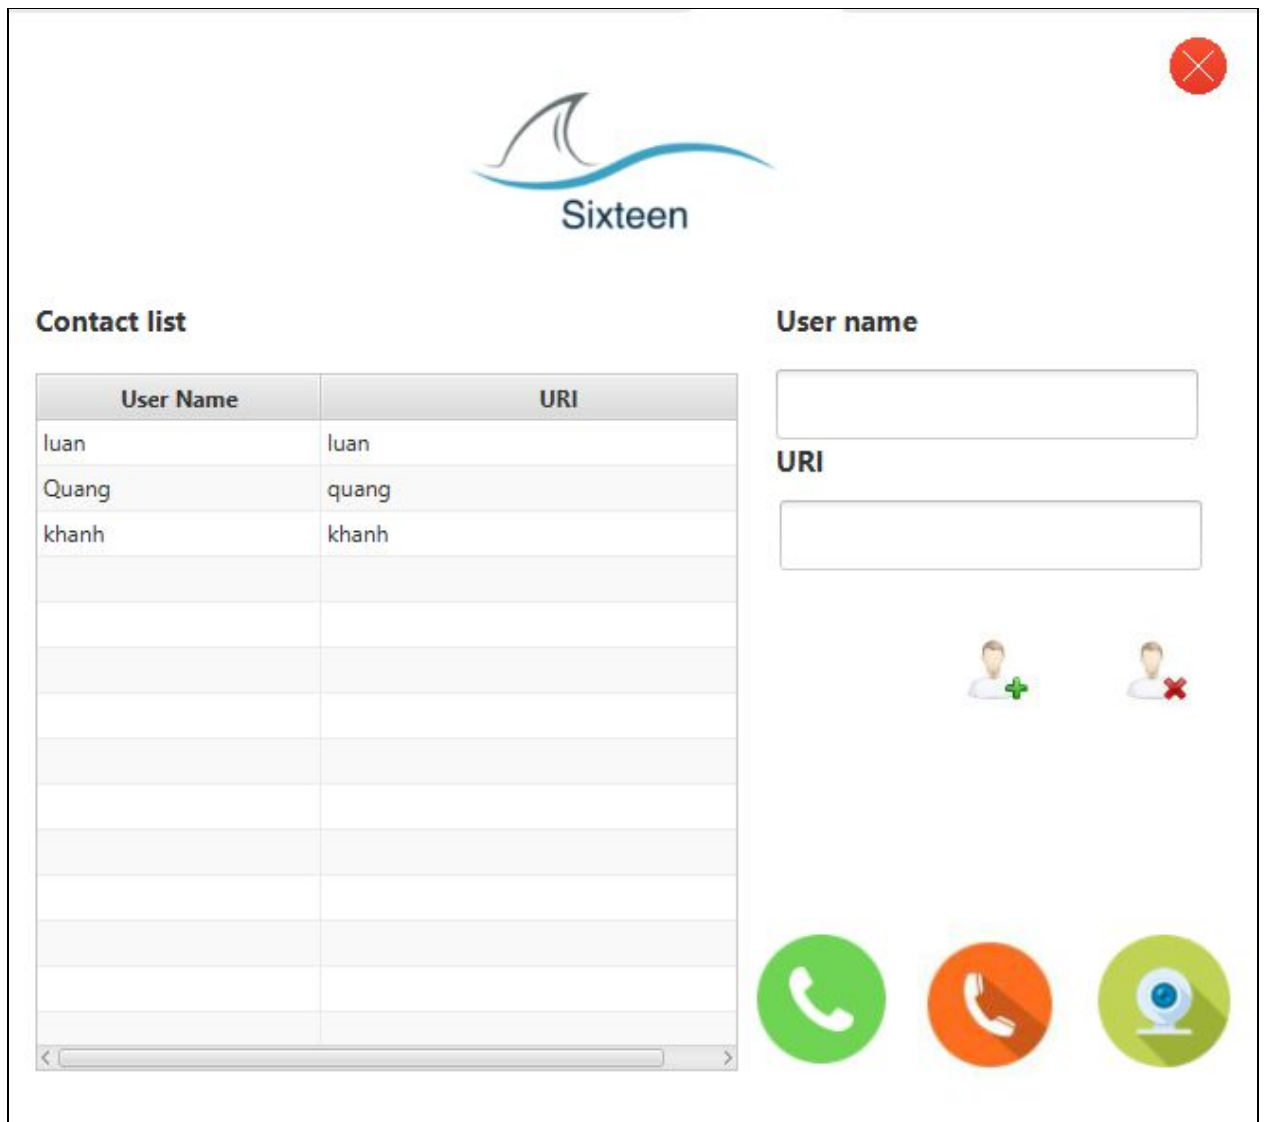 Sixteen
Contact list
User Name URI
luan luan
Quang quang
khanh khanh
User name
URI